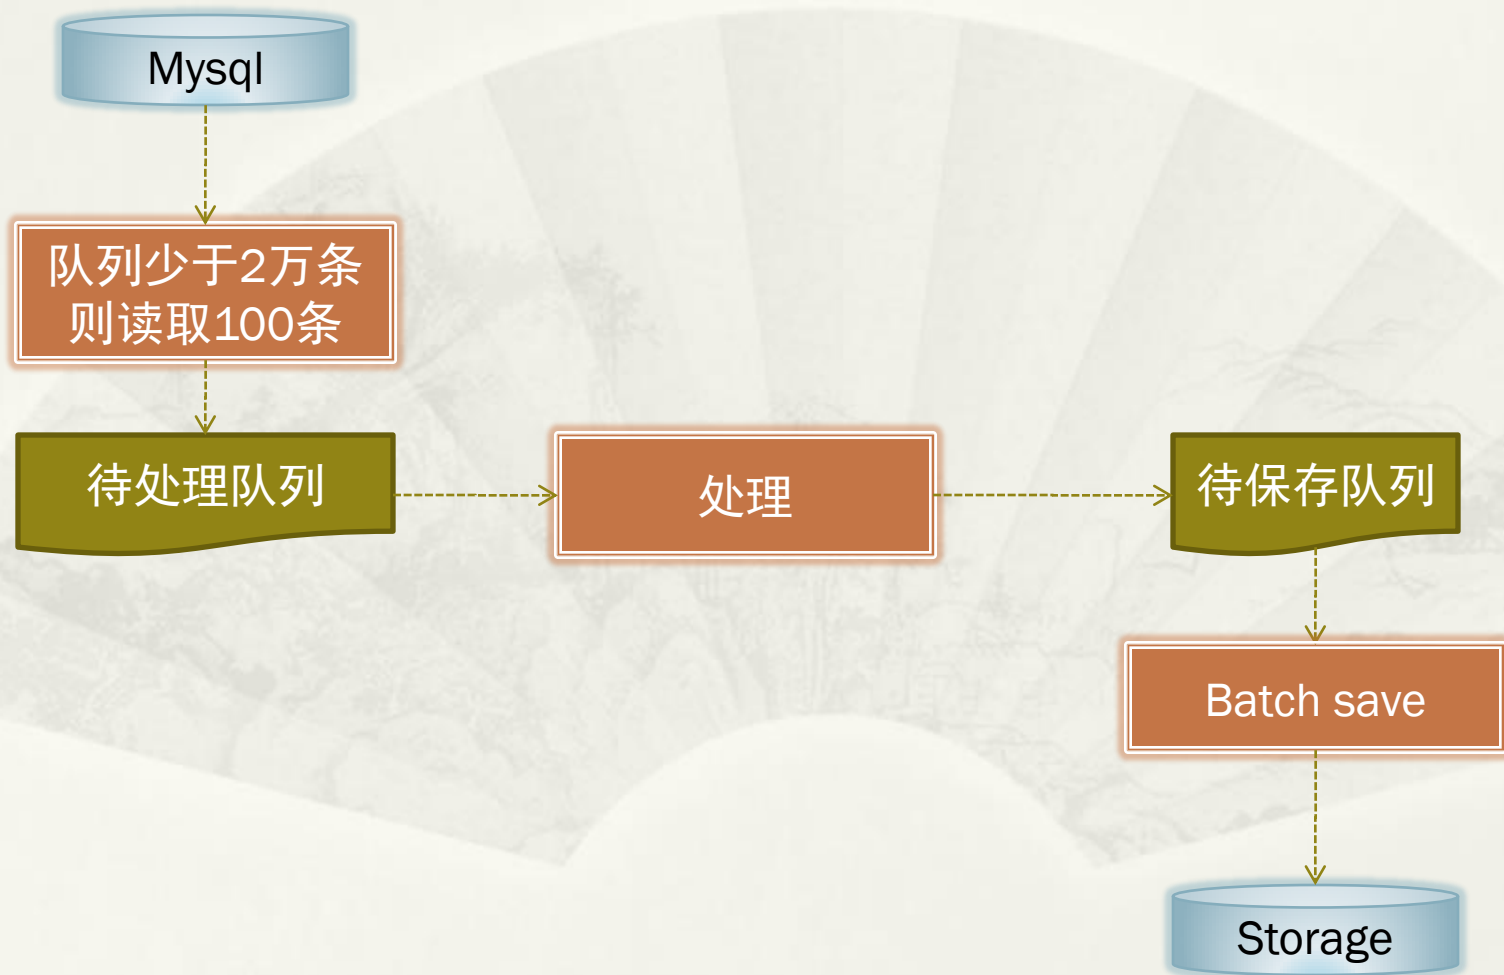 Mysql
队列少于2万条
则读取100条
待处理队列
处理
待保存队列
Batch save
Storage